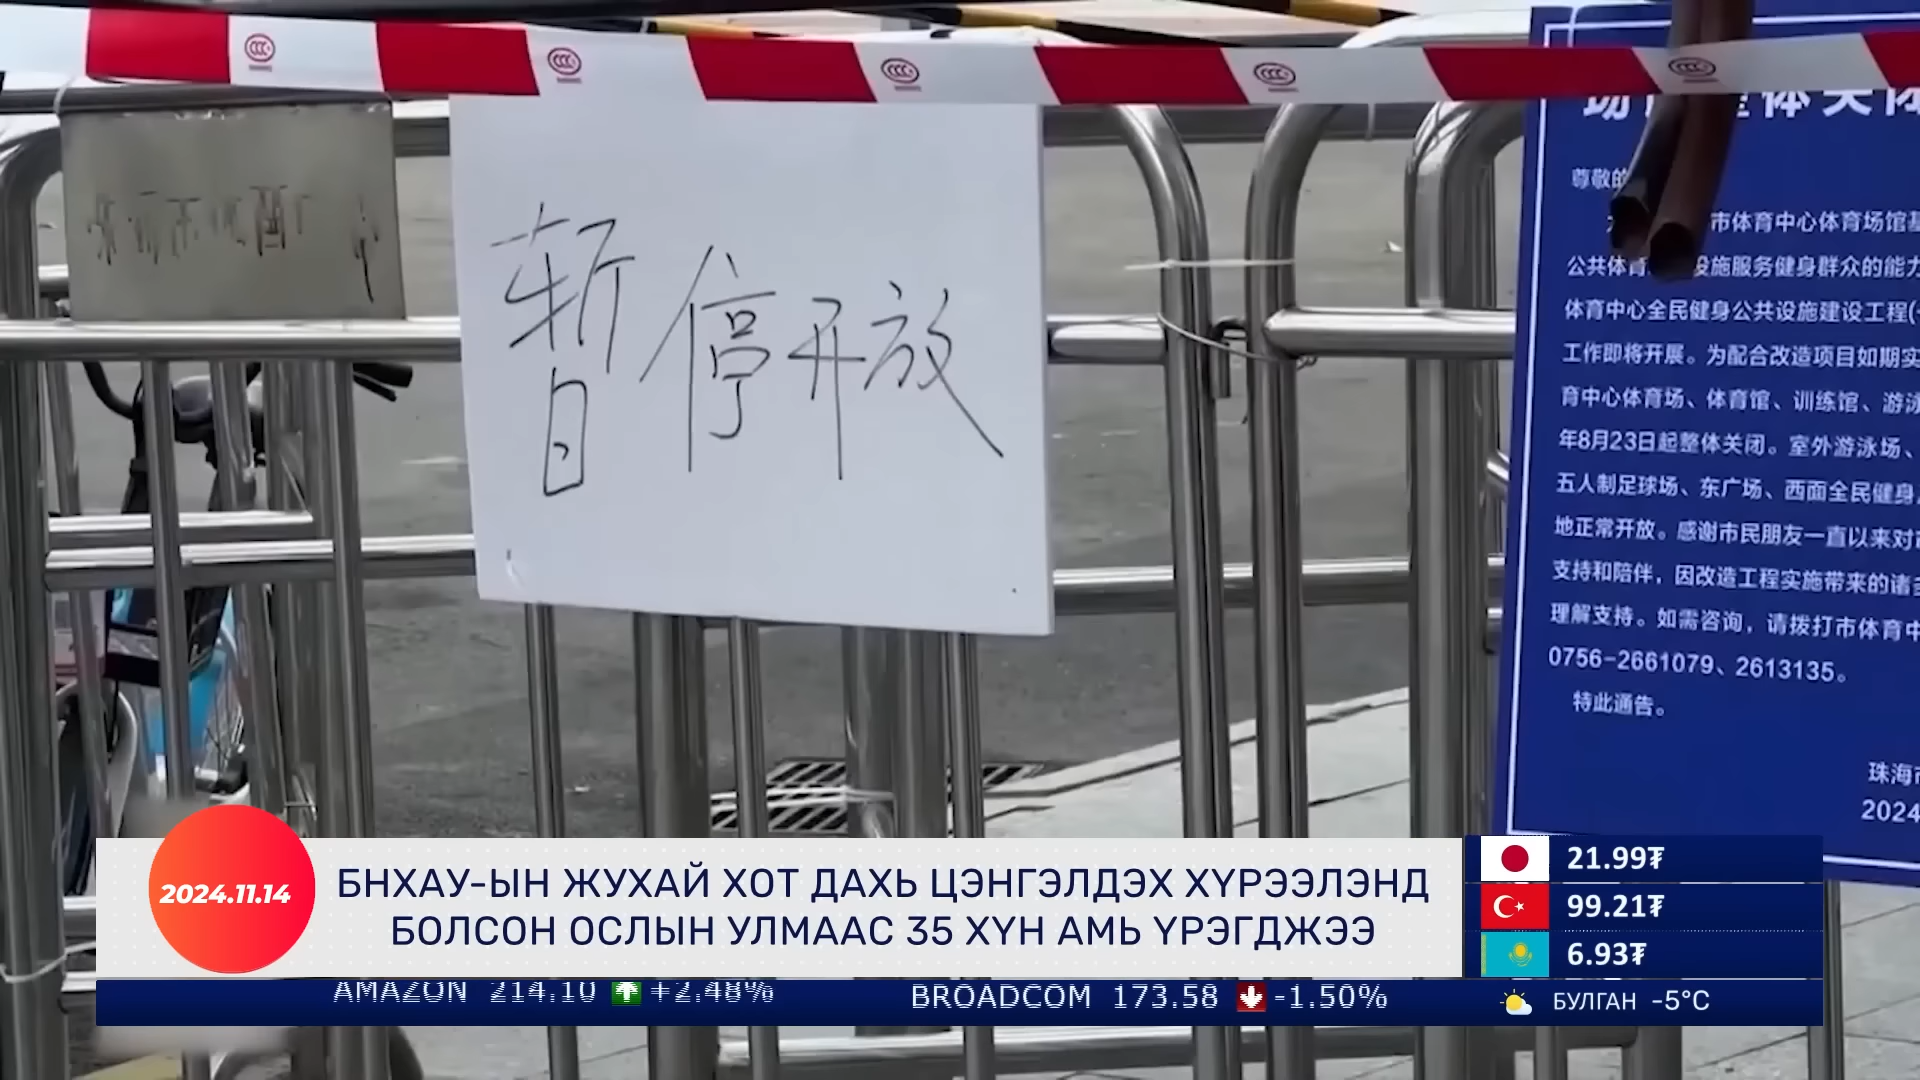 暂停开放
体关闭
尊敬的
市体育中心体育场馆基
公共体育 设施服务健身群众的能力
体育中心全民健身公共设施建设工程(
工作即将开展。为配合改造项目如期实
育中心体育场、体育馆、训练馆、游泳
年8月23日起整体关闭。室外游泳场、
五人制足球场、东广场、西面全民健身
地正常开放。感谢市民朋友一直以来对
支持和陪伴，因改造工程实施带来的诸多
理解支持。如需咨询，请拨打市体育中
0756-2661079、2613135。
特此通告。
珠海市
2024
2024.11.14
БНХАУ-ЫН ЖУХАЙ ХОТ ДАХЬ ЦЭНГЭЛДЭХ ХҮРЭЭЛЭНД
БОЛСОН ОСЛЫН УЛМААС 35 ХҮН АМЬ ҮРЭГДЖЭЭ
21.99₮
99.21₮
6.93₮
AMAZON 214.10 +2.48%
BROADCOM 173.58 -1.50%
БУЛГАН -5°C